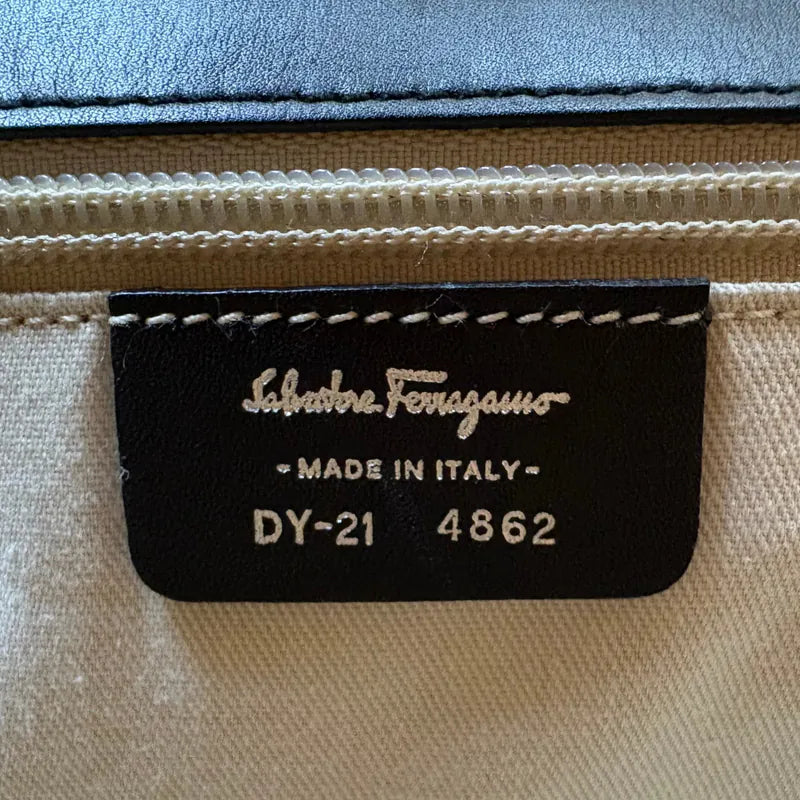 Salvatore Ferragamo
-MADE IN ITALY-
DY-21 4862